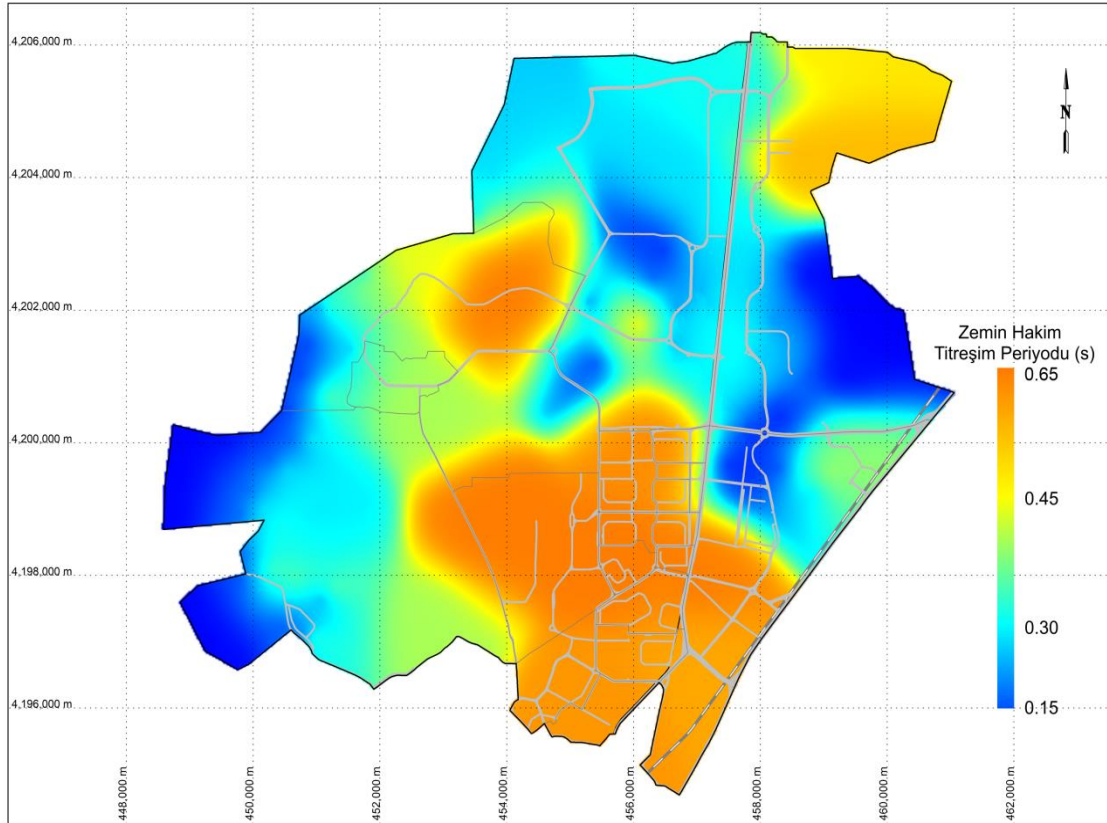 4,206,000 m
N
4,204,000 m
4,202,000 m
Zemin Hakim
Titreşim Periyodu (s)
0.65
4,200,000 m
0.45
4,198,000 m
0.30
4,196,000 m
0.15
448,000 m
450,000 m
452,000 m
454,000 m
456,000 m
458,000 m
460,000 m
462,000 m